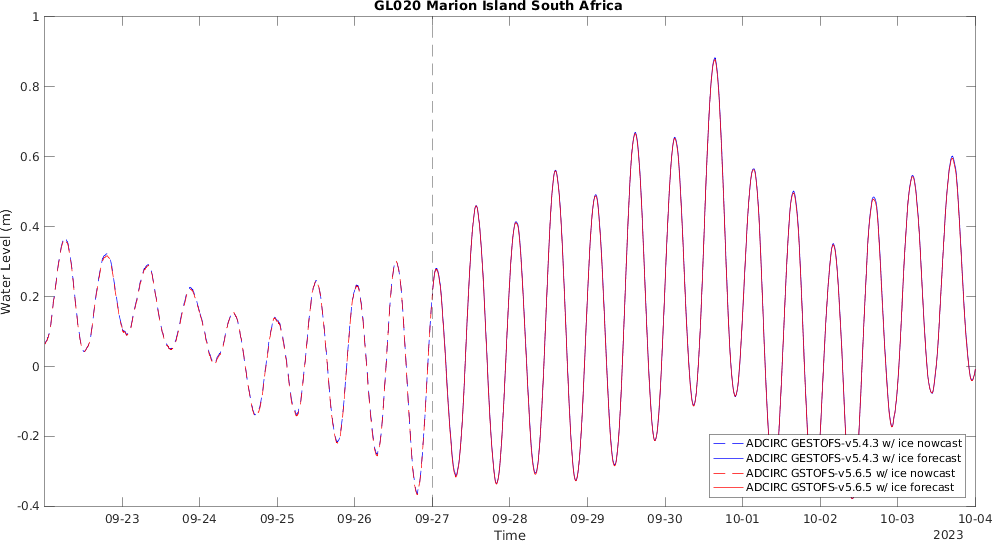 GL020 Marion Island South Africa
1
0.8
0.6
0.4
0.2
0
-0.2
-0.4
Water Level (m)
ADCIRC GESTOFS-v5.4.3 w/ ice nowcast
ADCIRC GESTOFS-v5.4.3 w/ ice forecast
ADCIRC GSTOFS-v5.6.5 w/ ice nowcast
ADCIRC GSTOFS-v5.6.5 w/ ice forecast
09-23 09-24 09-25 09-26 09-27 09-28 09-29 09-30 10-01 10-02 10-03 10-04
Time
2023